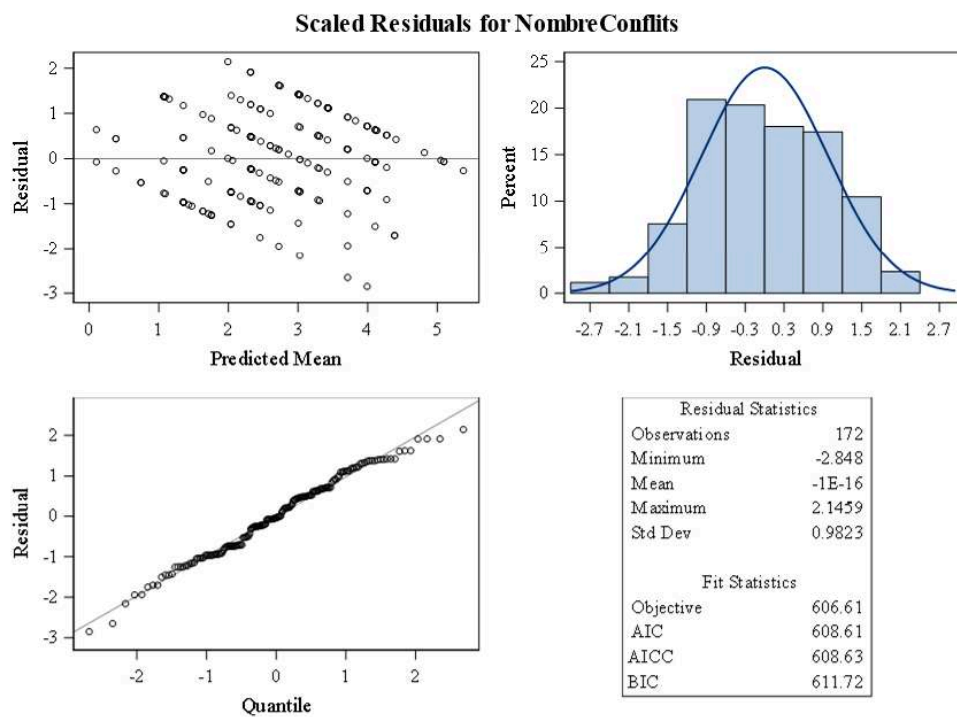 Scaled Residuals for NombreConflits
2
1
0
-1
-2
-3
Residual
0 1 2 3 4 5
Predicted Mean
25
20
15
10
5
0
Percent
-2.7 -2.1 -1.5 -0.9 -0.3 0.3 0.9 1.5 2.1 2.7
Residual
2
1
0
-1
-2
-3
Residual
-2 -1 0 1 2
Quantile
Residual Statistics
Observations 172
Minimum -2.848
Mean -1E-16
Maximum 2.1459
Std Dev 0.9823
Fit Statistics
Objective 606.61
AIC 608.61
AICC 608.63
BIC 611.72